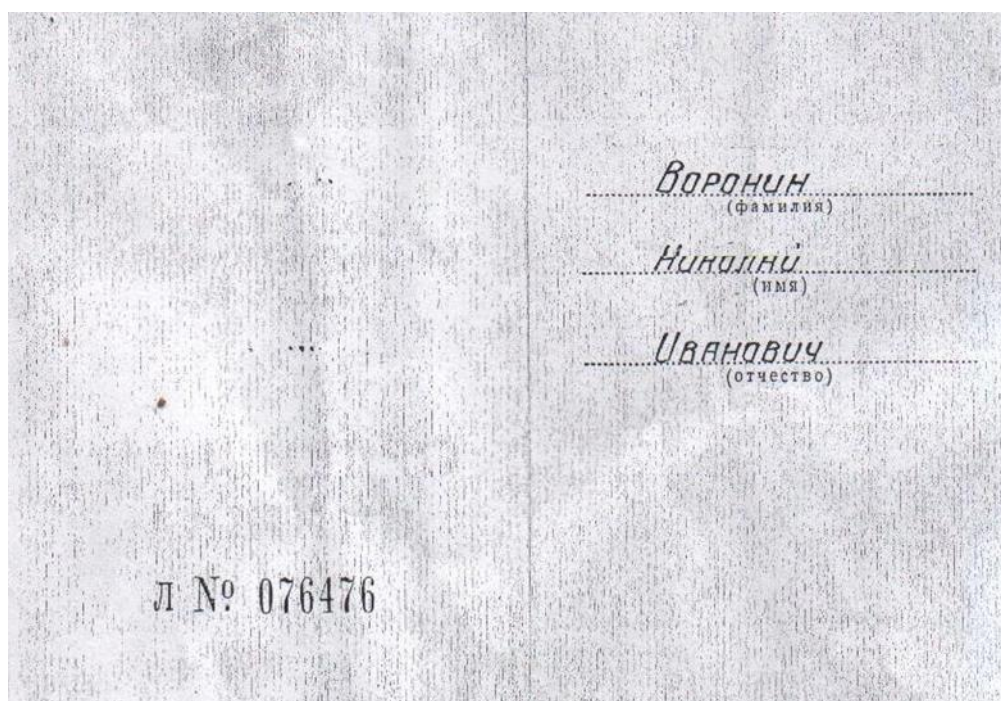 л № 076476
Воронин
(фамилия)
Николай
(имя)
Иванович
(отчество)